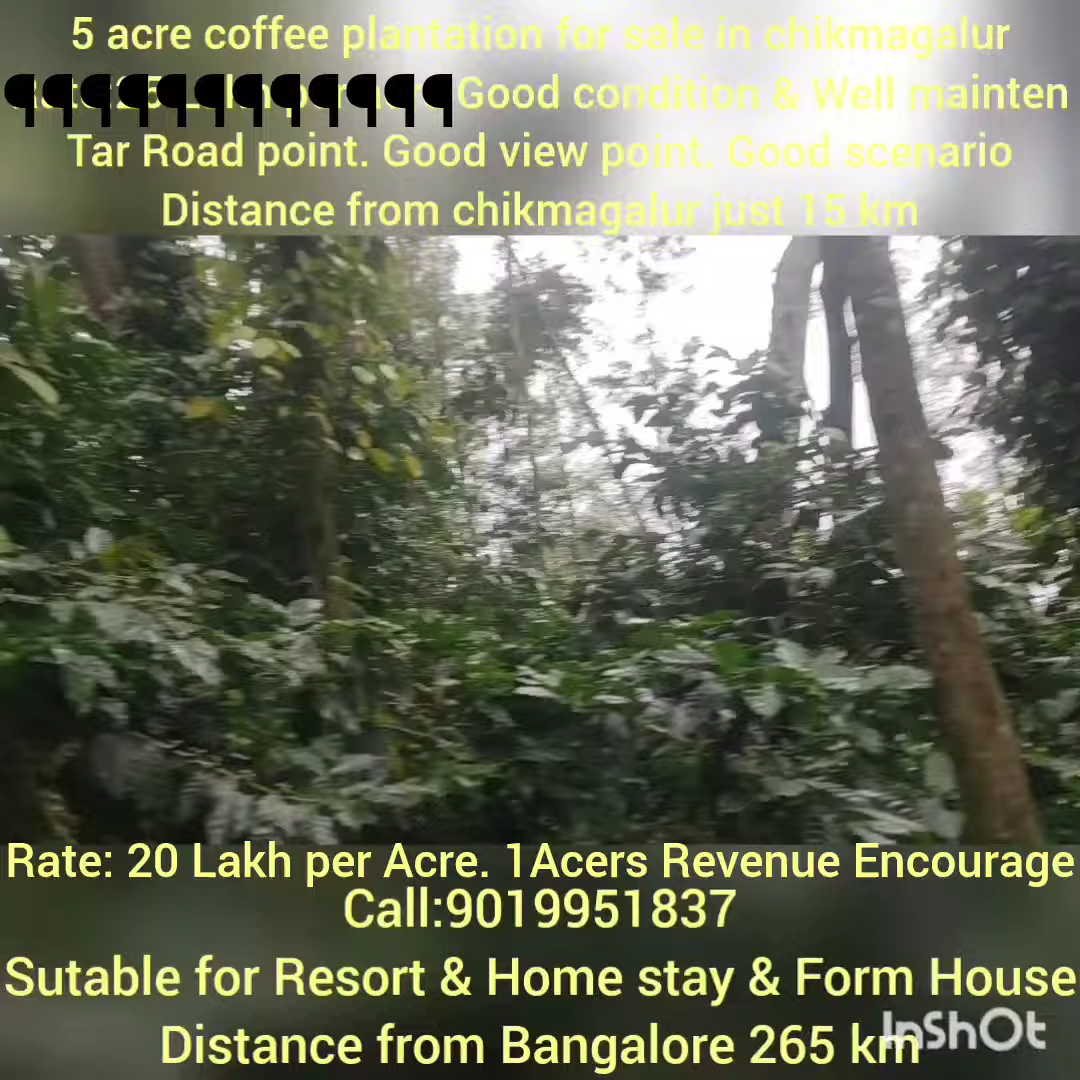 5 acre coffee plantation for sale in chikmagalur
¶¶¶¶¶¶¶¶¶¶¶¶ Good condition & Well mainten
Tar Road point. Good view point. Good scenario
Distance from chikmagalur just 15 km
Rate: 20 Lakh per Acre. 1Acers Revenue Encourage
Call:9019951837
Sutable for Resort & Home stay & Form House
Distance from Bangalore 265 km
InShOt